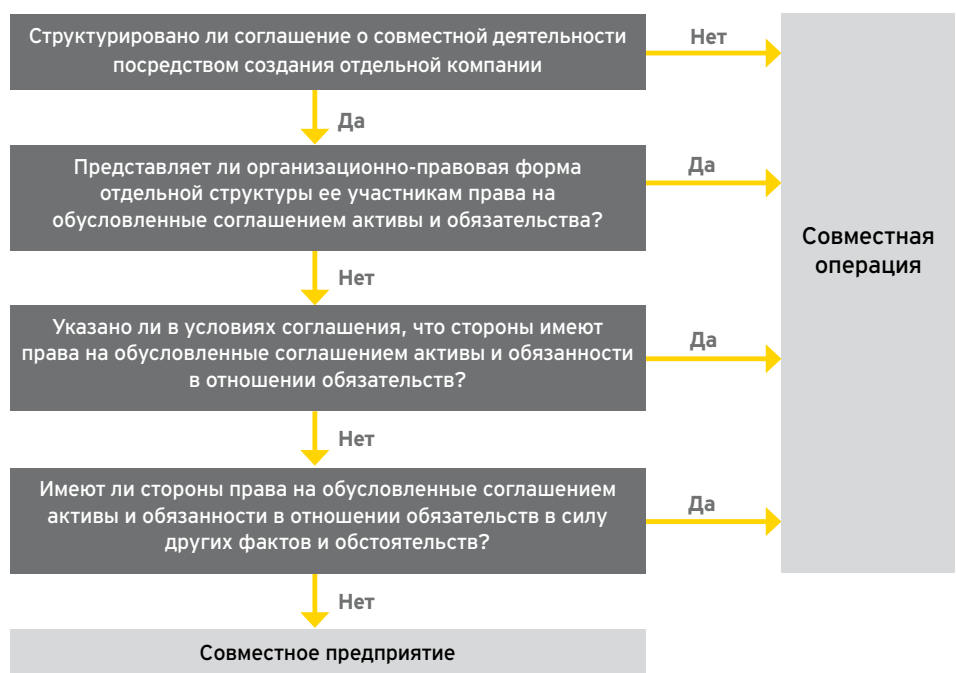 Структурировано ли соглашение о совместной деятельности
посредством создания отдельной компании
Нет
Да
Представляет ли организационно-правовая форма
отдельной структуры ее участникам права на
обусловленные соглашением активы и обязательства?
Да
Совместная
операция
Нет
Указано ли в условиях соглашения, что стороны имеют
права на обусловленные соглашением активы и обязанности
в отношении обязательств?
Да
Нет
Имеют ли стороны права на обусловленные соглашением
активы и обязанности в отношении обязательств в силу
других фактов и обстоятельств?
Да
Нет
Совместное предприятие